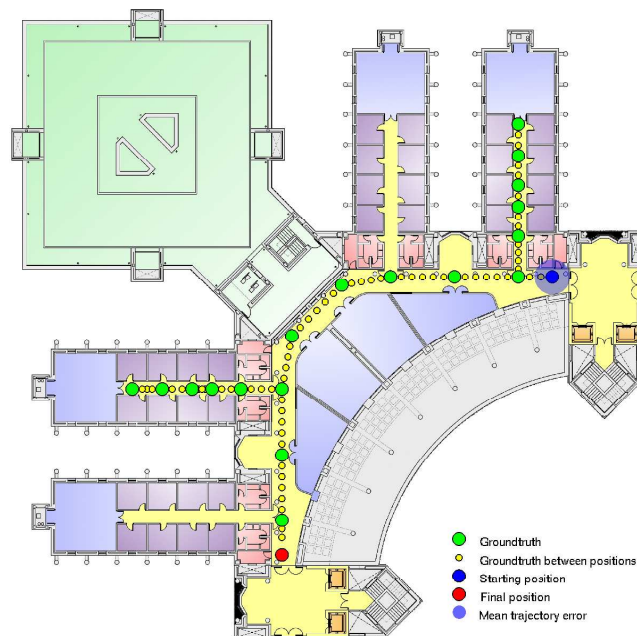 Groundtruth
Groundtruth between positions
Starting position
Final position
Mean trajectory error